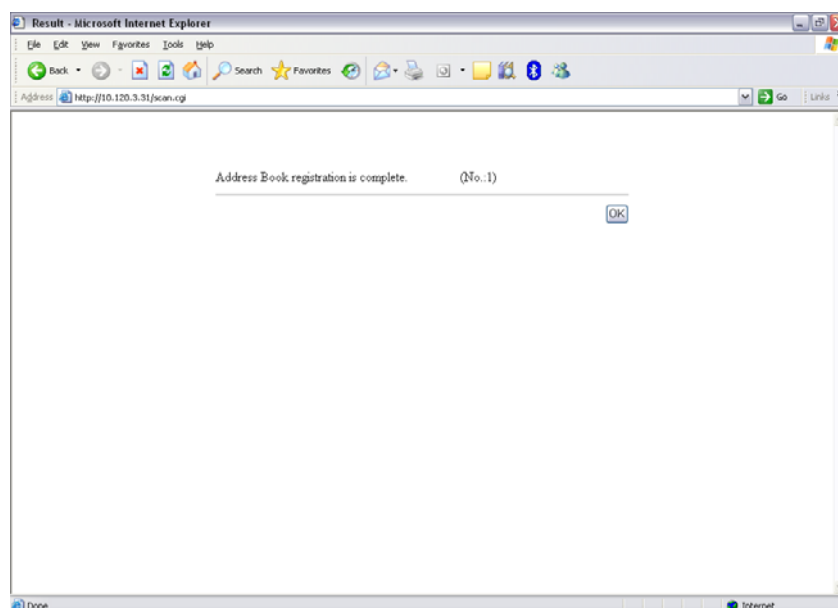 Result - Microsoft Internet Explorer
File Edit View Favorites Tools Help
Back Search Favorites
Address http://10.120.3.31/scan.cgi Go Links
Address Book registration is complete. (No.:1)
OK
Done Internet